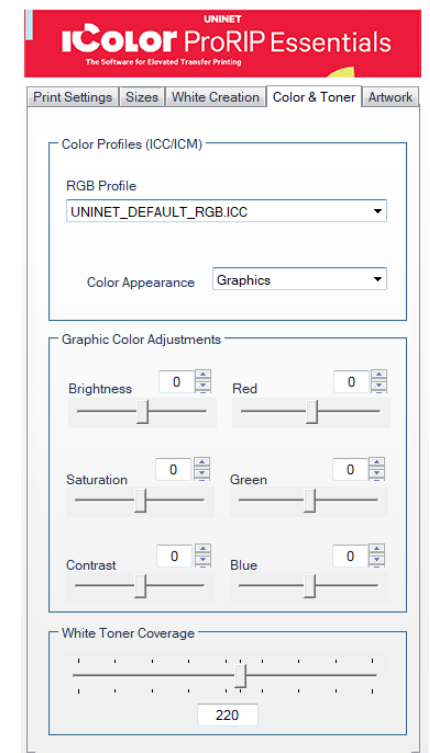 UNINET
IColor ProRIP Essentials
The Software for Elevated Transfer Printing
Print Settings Sizes White Creation Color & Toner Artwork
Color Profiles (ICC/ICM)
RGB Profile
UNINET_DEFAULT_RGB.ICC
Color Appearance Graphics
Graphic Color Adjustments
Brightness 0 Red 0
Saturation 0 Green 0
Contrast 0 Blue 0
White Toner Coverage
220